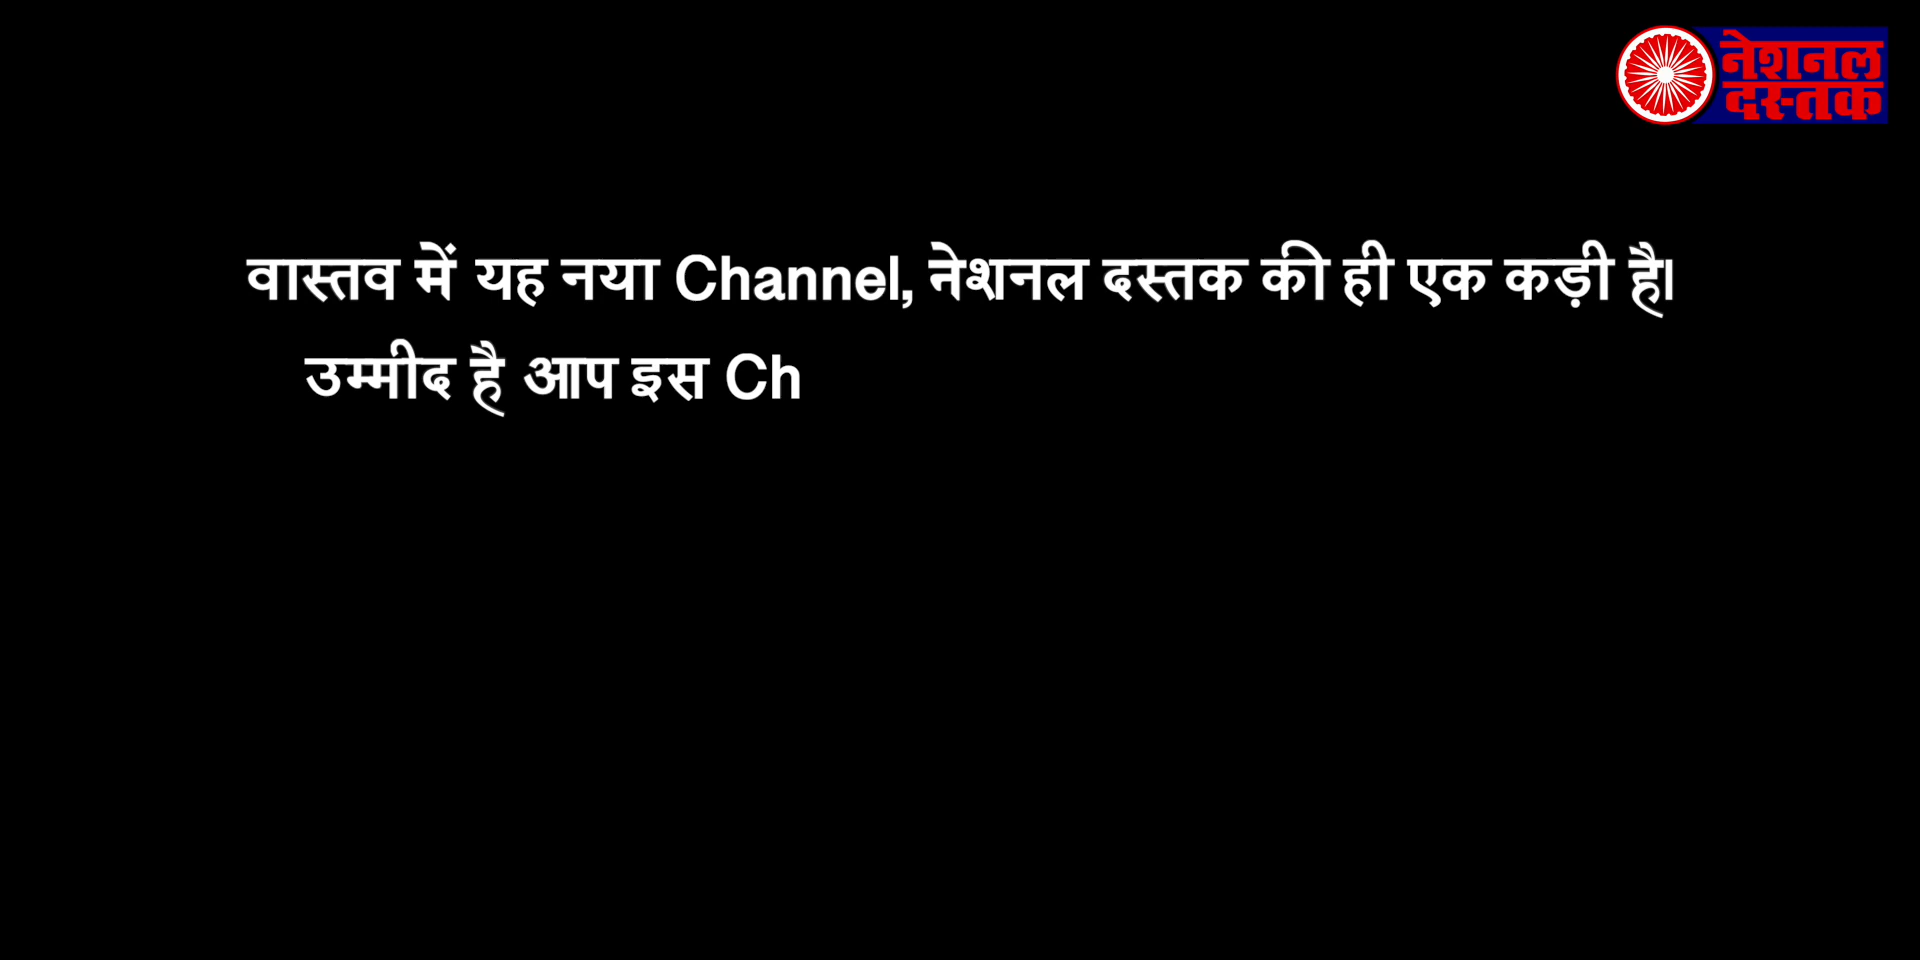 नेशनल
दस्तक
वास्तव में यह नया Channel, नेशनल दस्तक की ही एक कड़ी है।
उम्मीद है आप इस Ch